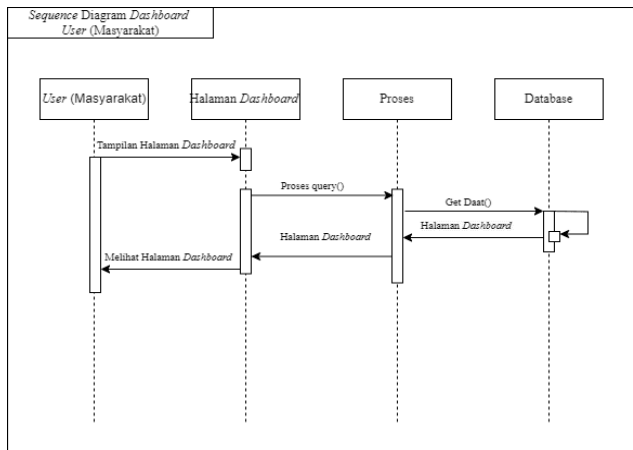 Sequence Diagram Dashboard
User (Masyarakat)
User (Masyarakat)
Halaman Dashboard
Proses
Database
Tampilan Halaman Dashboard
Proses query()
Get Daat()
Halaman Dashboard
Halaman Dashboard
Melihat Halaman Dashboard